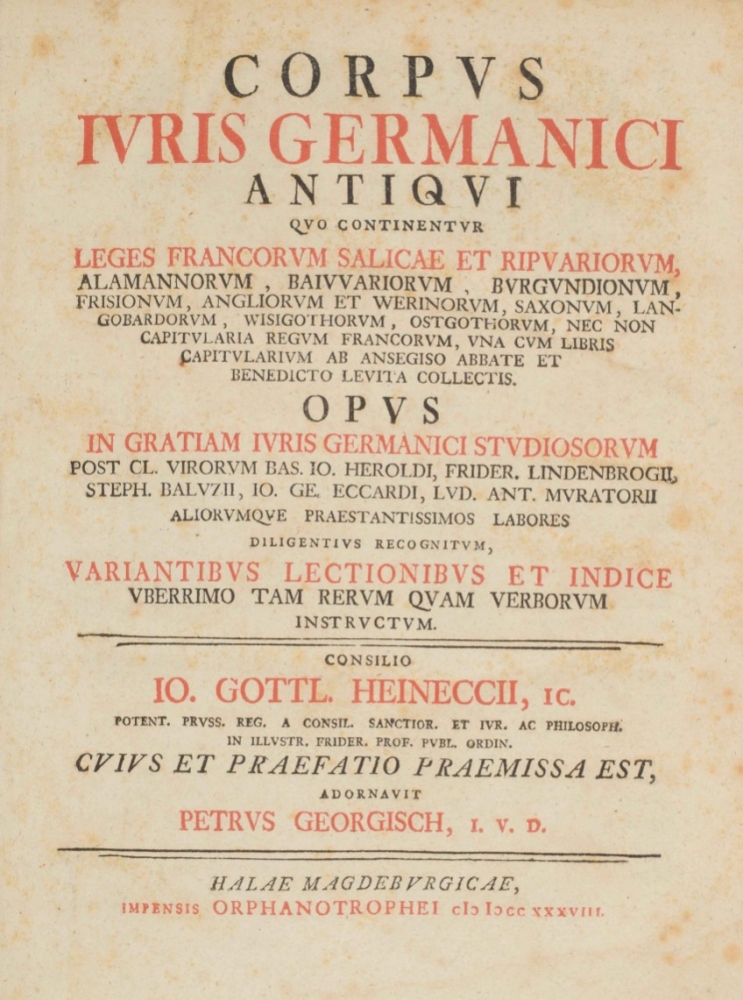 CORPVS
IVRIS GERMANICI
ANTIQVI
QVO CONTINENTVR
LEGES FRANCORVM SALICAE ET RIPVARIORVM,
ALAMANNORVM, BAIVVARIORVM, BVRGVNDIONVM,
FRISIONVM, ANGLIORVM ET WERINORVM, SAXONVM, LAN-
GOBARDORVM, WISIGOTHORVM, OSTGOTHORVM, NEC NON
CAPITVLARIA REGVM FRANCORVM, VNA CVM LIBRIS
CAPITVLARIVM AB ANSEGISO ABBATE ET
BENEDICTO LEVITA COLLECTIS.
OPVS
IN GRATIAM IVRIS GERMANICI STVDIOSORVM
POST CL. VIRORVM BAS. IO. HEROLDI, FRIDER. LINDENBROGII,
STEPH. BALVZII, IO. GE. ECCARDI, LVD. ANT. MVRATORII
ALIORVMQVE PRAESTANTISSIMOS LABORES
DILIGENTIVS RECOGNITVM,
VARIANTIBVS LECTIONIBVS ET INDICE
VBERRIMO TAM RERVM QVAM VERBORVM
INSTRVCTVM.
CONSILIO
IO. GOTTL. HEINECCII, IC.
POTENT. PRVSS. REG. A CONSIL. SANCTIOR. ET IVR. AC PHILOSOPH.
IN ILLVSTR. FRIDER. PROF. PVBL. ORDIN.
CVIVS ET PRAEFATIO PRAEMISSA EST,
ADORNAVIT
PETRVS GEORGISCH, I. V. D.
HALAE MAGDEBVRGICAE,
IMPENSIS ORPHANOTROPHEI cIↄ Iↄcc xxxviii.